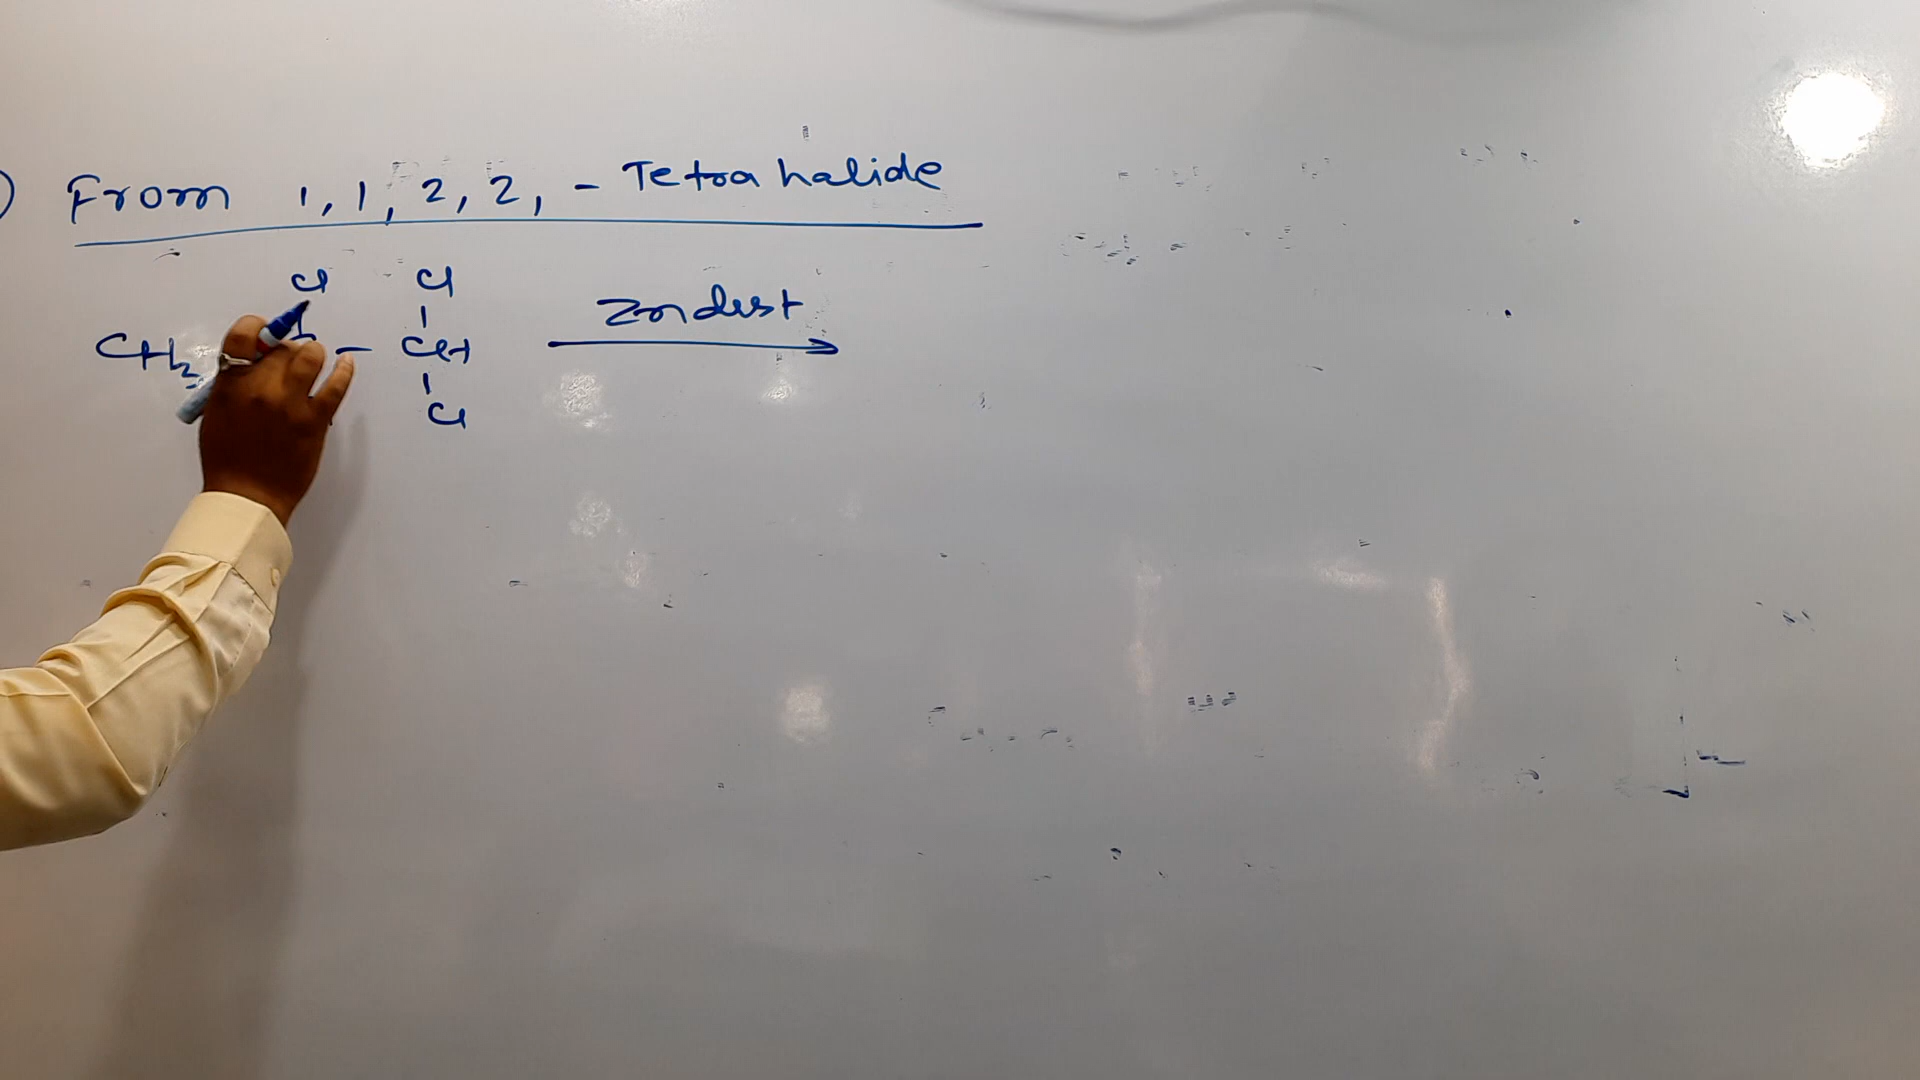 ) From 1, 1, 2, 2, - Tetra halide
Cl Cl
CH3 C - CH Zn dust
Cl